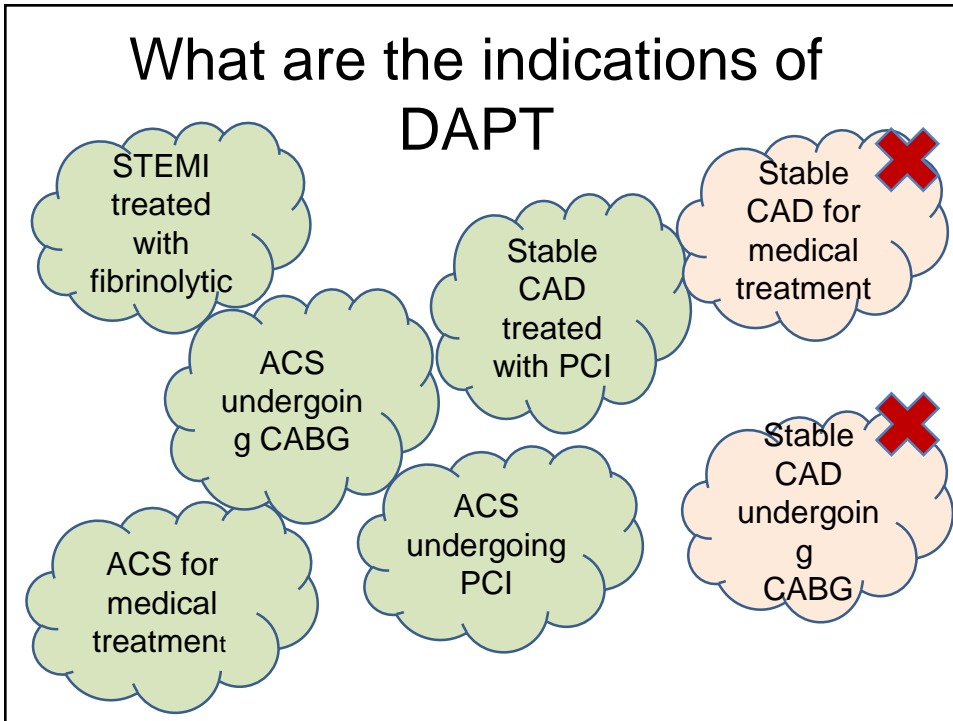 What are the indications of
DAPT
STEMI
treated
with
fibrinolytic
Stable
CAD
treated
with PCI
Stable
CAD for
medical
treatment
ACS
undergoin
g CABG
ACS
undergoing
PCI
Stable
CAD
undergoin
g
CABG
ACS for
medical
treatment